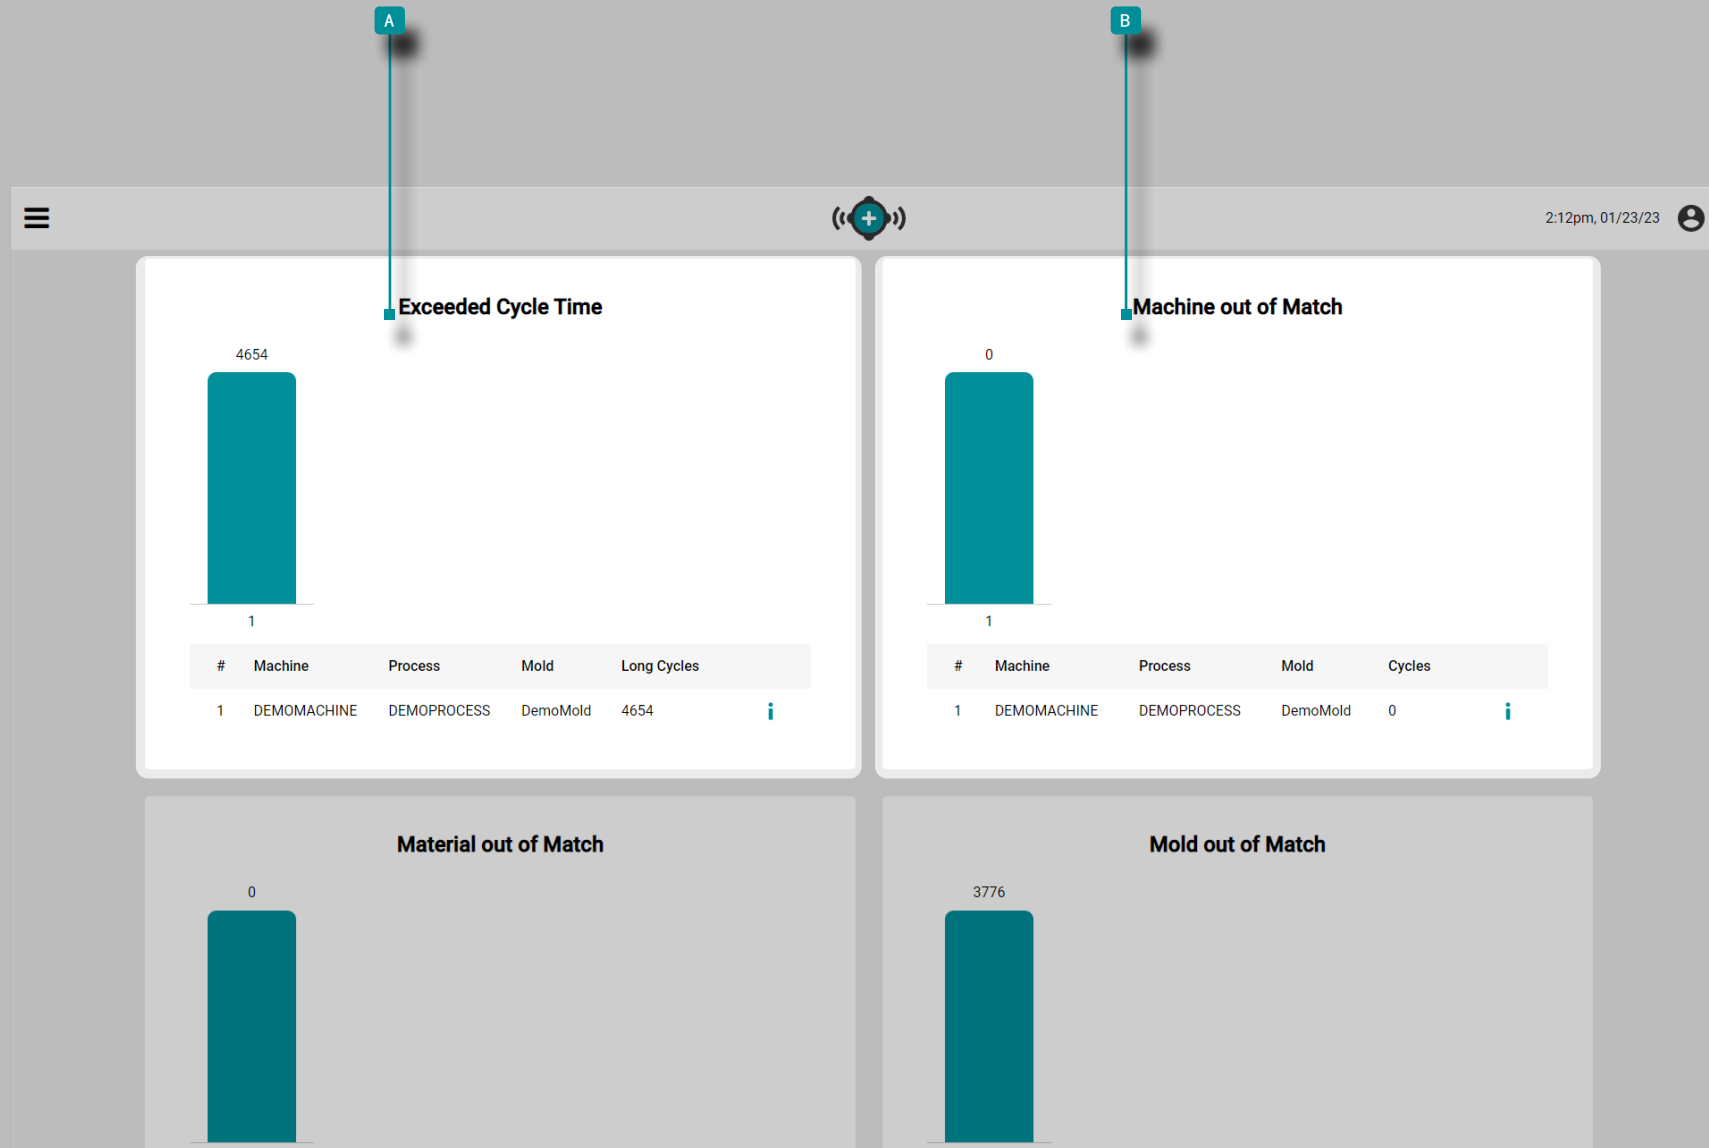 A
B
2:12pm, 01/23/23
Exceeded Cycle Time
4654
1
# Machine Process Mold Long Cycles
1 DEMOMACHINE DEMOPROCESS DemoMold 4654
Machine out of Match
0
1
# Machine Process Mold Cycles
1 DEMOMACHINE DEMOPROCESS DemoMold 0
Material out of Match
0
Mold out of Match
3776